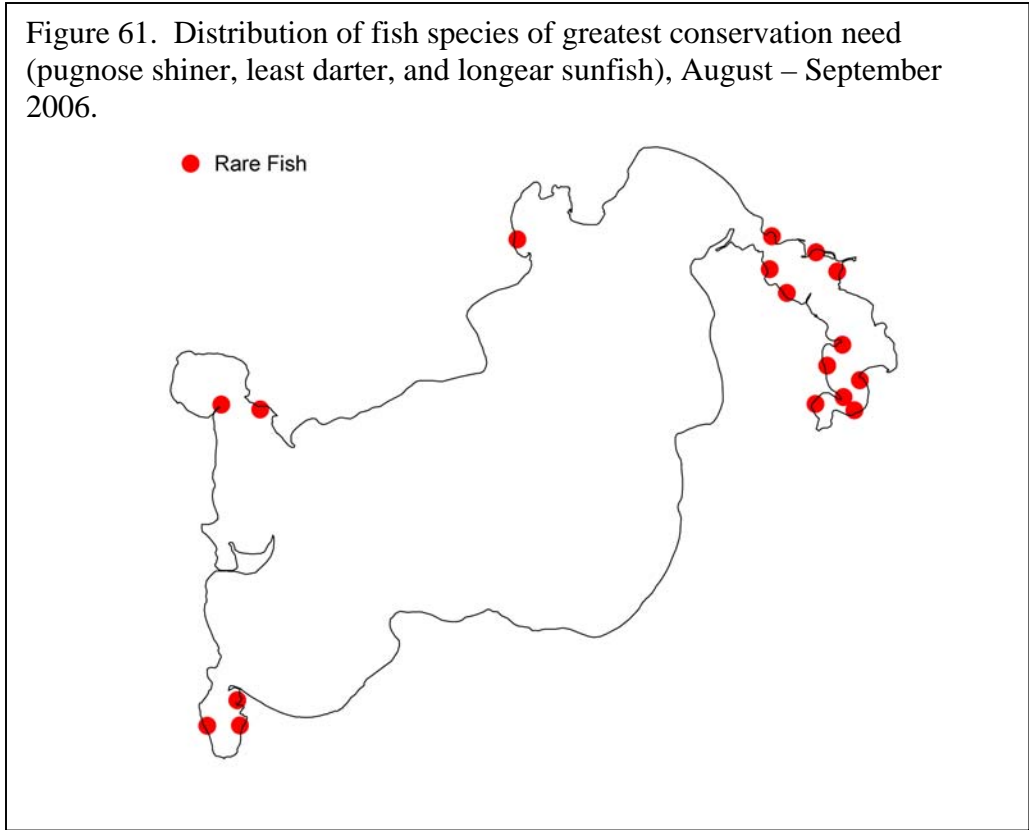 Figure 61.  Distribution of fish species of greatest conservation need
(pugnose shiner, least darter, and longear sunfish), August – September
2006.
Rare Fish